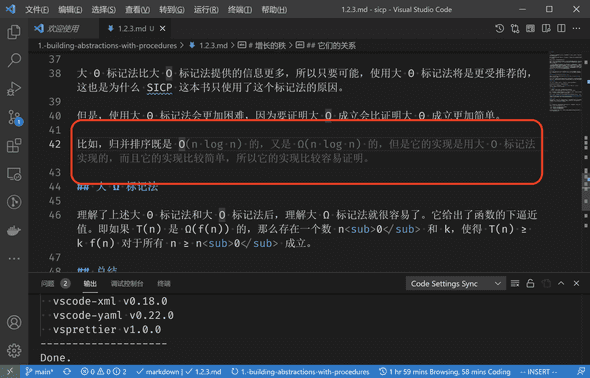 文件(F) 编辑(E) 选择(S) 查看(V) 转到(G) 运行(R) 终端(T) 帮助(H) 1.2.3.md - sicp - Visual Studio Code
欢迎使用 1.2.3.md U
1.-building-abstractions-with-procedures > 1.2.3.md > # 增长的秩 > ## 它们的关系
37
38 大 Θ 标记法比大 O 标记法提供的信息更多，所以只要可能，使用大 Θ 标记法将是更受推荐的，
这也是为什么 SICP 这本书只使用了这个标记法的原因。
39
40 但是，使用大 Θ 标记法会更加困难，因为要证明大 O 成立会比证明大 Θ 成立更加简单。
41
42 比如，归并排序既是 O(n·log·n) 的，又是 Ω(n·log·n) 的，但是它的实现是用大 O 标记法
实现的，而且它的实现比较简单，所以它的实现比较容易证明。
43
44 ## 大 Ω 标记法
45
46 理解了上述大 Θ 标记法和大 O 标记法后，理解大 Ω 标记法就很容易了。它给出了函数的下逼近
值。即如果 T(n) 是 Ω(f(n)) 的，那么存在一个数 n<sub>0</sub> 和 k，使得 T(n) ≥
k f(n) 对于所有 n ≥ n<sub>0</sub> 成立。
47
48 ## 总结
问题 2 输出 调试控制台 终端 Code Settings Sync
vscode-xml v0.18.0
vscode-yaml v0.22.0
vsprettier v1.0.0
--------------------
Done.
main* 0 0 2 markdown | 1.2.3.md 1.-building-abstractions-with-procedures 1 hr 59 mins Browsing, 58 mins Coding -- INSERT --